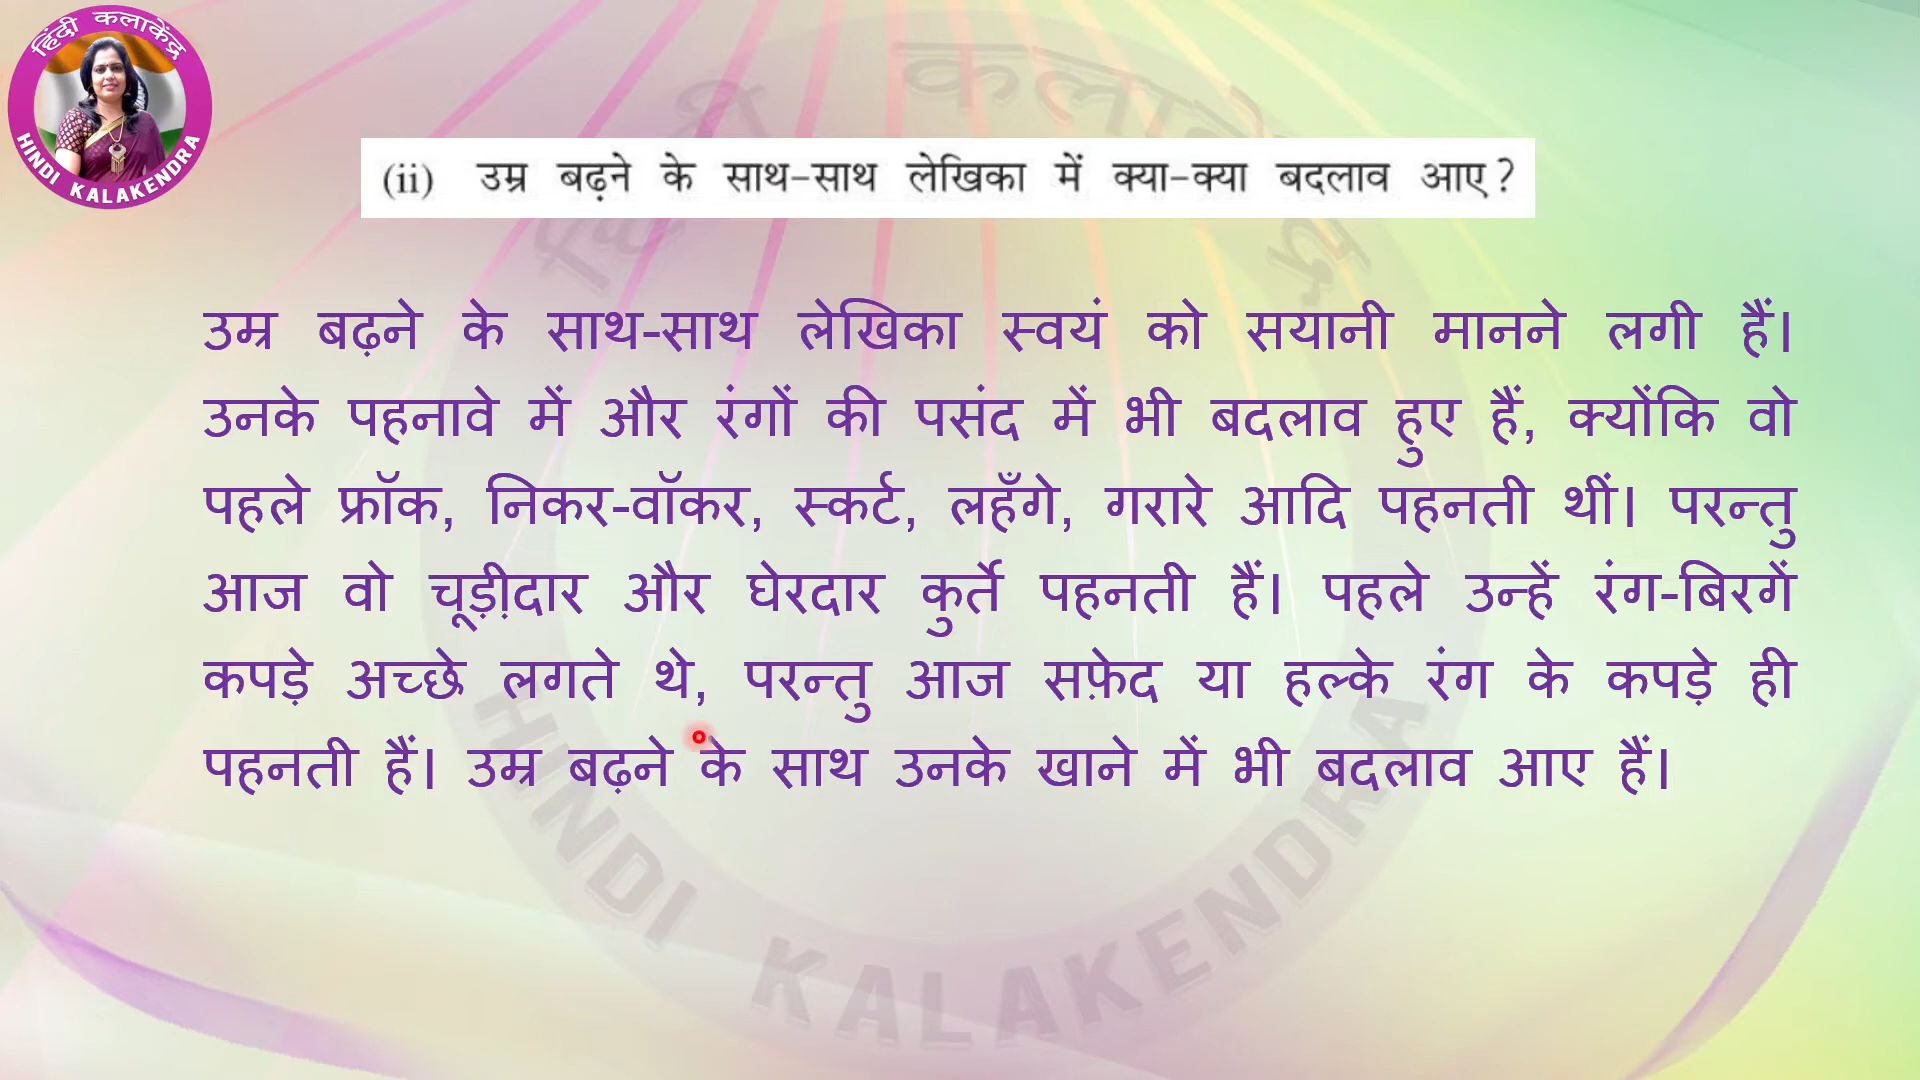 हिंदी कलाकेंद्र
HINDI KALAKENDRA
हिंदी कलाकेंद्र
(ii) उम्र बढ़ने के साथ-साथ लेखिका में क्या-क्या बदलाव आए?
उम्र बढ़ने के साथ-साथ लेखिका स्वयं को सयानी मानने लगी हैं।
उनके पहनावे में और रंगों की पसंद में भी बदलाव हुए हैं, क्योंकि वो
पहले फ्रॉक, निकर-वॉकर, स्कर्ट, लहँगे, गरारे आदि पहनती थीं। परन्तु
आज वो चूड़ी़दार और घेरदार कुर्ते पहनती हैं। पहले उन्हें रंग-बिरगें
कपड़े अच्छे लगते थे, परन्तु आज सफ़ेद या हल्के रंग के कपड़े ही
पहनती हैं। उम्र बढ़ने के साथ उनके खाने में भी बदलाव आए हैं।
HINDI KALAKENDRA